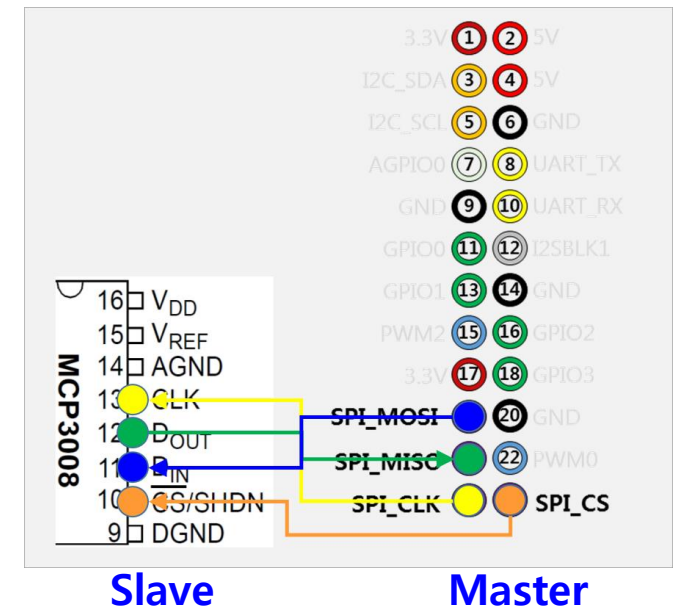 3.3V 1 2 5V
I2C_SDA 3 4 5V
I2C_SCL 5 6 GND
AGPIO0 7 8 UART_TX
GND 9 10 UART_RX
GPIO0 11 12 I2SBLK1
GPIO1 13 14 GND
PWM2 15 16 GPIO2
3.3V 17 18 GPIO3
SPI_MOSI 20 GND
SPI_MISO 22 PWM0
SPI_CLK SPI_CS
MCP3008
16 VDD
15 VREF
14 AGND
13 CLK
12 DOUT
11 DIN
10 CS/SHDN
9 DGND
Slave Master